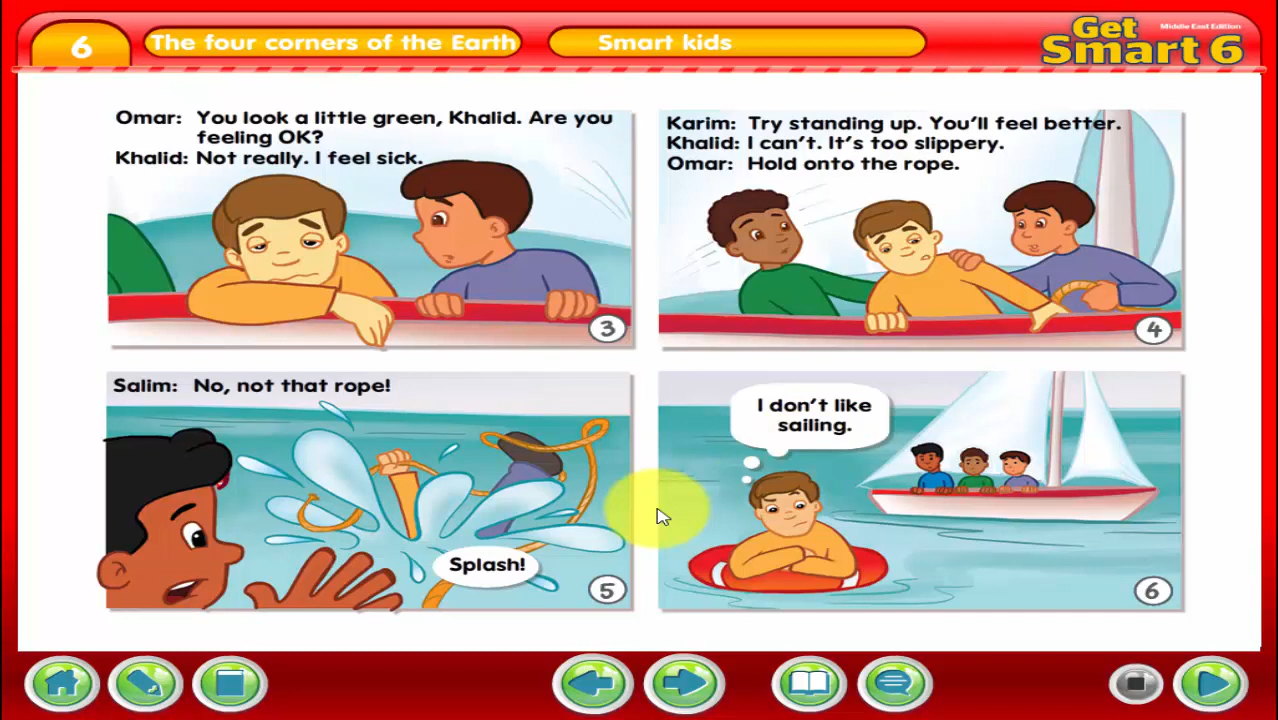 6
The four corners of the Earth
Smart kids
Middle East Edition
Get
Smart 6
Omar: You look a little green, Khalid. Are you
feeling OK?
Khalid: Not really. I feel sick.
3
Karim: Try standing up. You'll feel better.
Khalid: I can't. It's too slippery.
Omar: Hold onto the rope.
4
Salim: No, not that rope!
Splash!
5
I don't like
sailing.
6